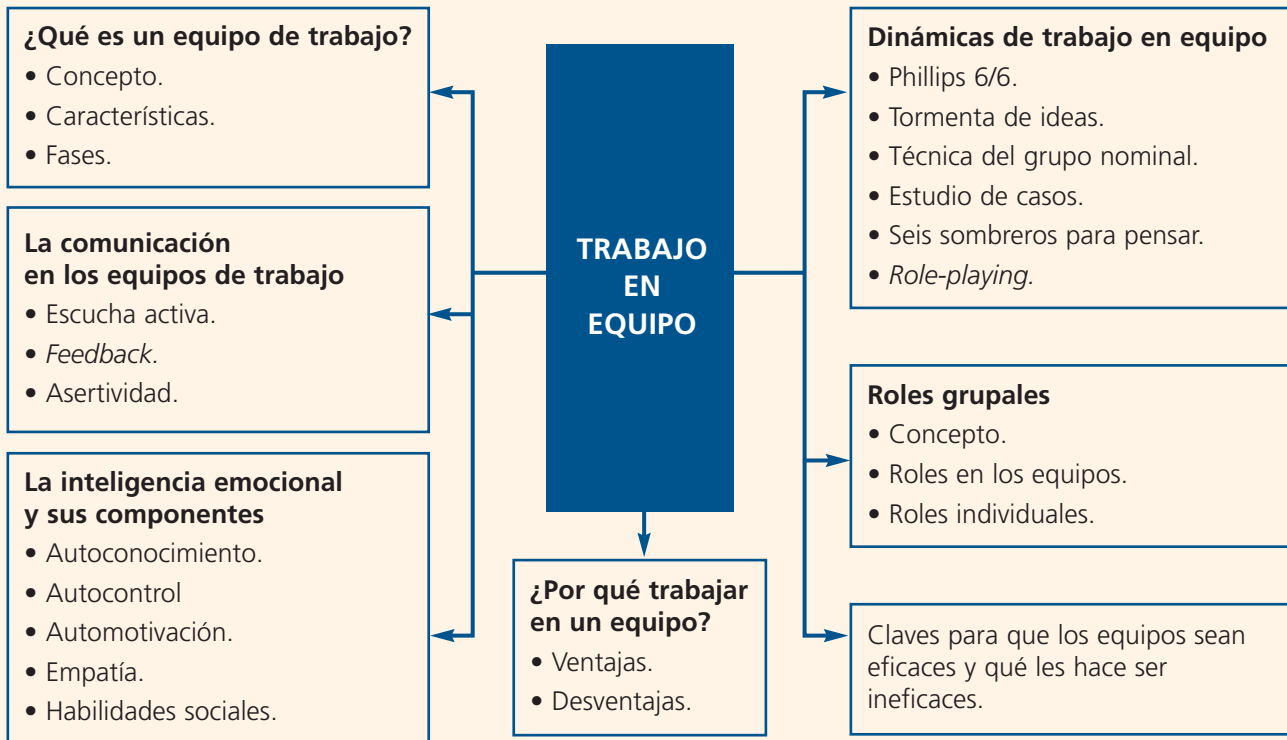 ¿Qué es un equipo de trabajo?
• Concepto.
• Características.
• Fases.
La comunicación
en los equipos de trabajo
• Escucha activa.
• Feedback.
• Asertividad.
La inteligencia emocional
y sus componentes
• Autoconocimiento.
• Autocontrol
• Automotivación.
• Empatía.
• Habilidades sociales.
TRABAJO
EN
EQUIPO
¿Por qué trabajar
en un equipo?
• Ventajas.
• Desventajas.
Dinámicas de trabajo en equipo
• Phillips 6/6.
• Tormenta de ideas.
• Técnica del grupo nominal.
• Estudio de casos.
• Seis sombreros para pensar.
• Role-playing.
Roles grupales
• Concepto.
• Roles en los equipos.
• Roles individuales.
Claves para que los equipos sean
eficaces y qué les hace ser
ineficaces.